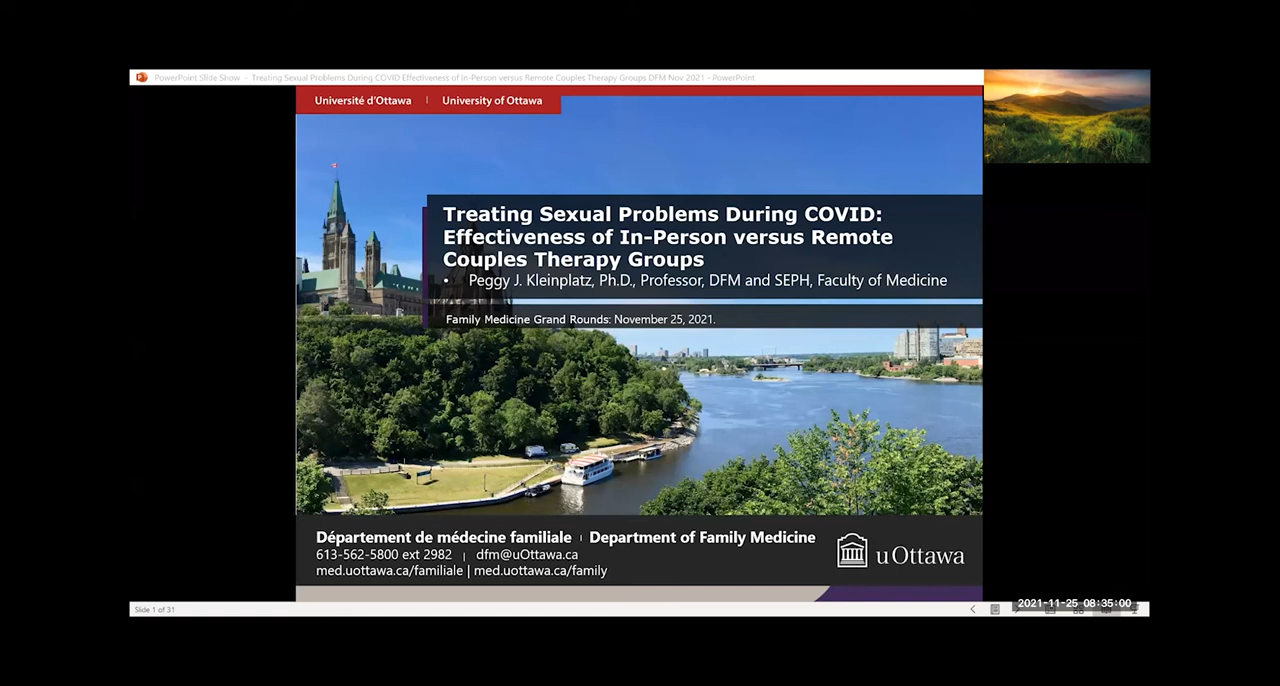 PowerPoint Slide Show - Treating Sexual Problems During COVID Effectiveness of In-Person versus Remote Couples Therapy Groups DFM Nov 2021 - PowerPoint
Université d'Ottawa | University of Ottawa
Treating Sexual Problems During COVID:
Effectiveness of In-Person versus Remote
Couples Therapy Groups
• Peggy J. Kleinplatz, Ph.D., Professor, DFM and SEPH, Faculty of Medicine
Family Medicine Grand Rounds: November 25, 2021.
Département de médecine familiale | Department of Family Medicine
613-562-5800 ext 2982 | dfm@uOttawa.ca
med.uottawa.ca/familiale | med.uottawa.ca/family
uOttawa
Slide 1 of 31
2021-11-25 08:35:00